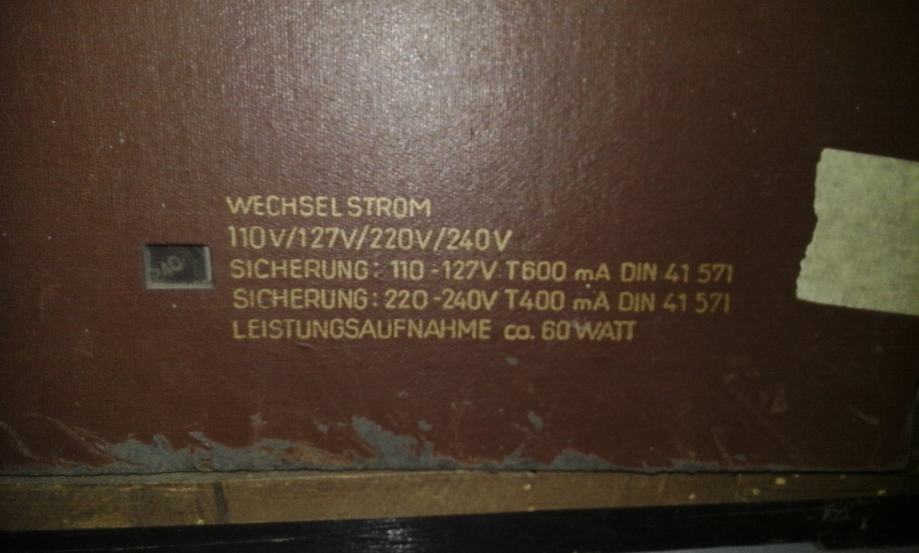 WECHSELSTROM
110V/127V/220V/240V
240
SICHERUNG: 110-127V T600 mA DIN 41 571
SICHERUNG: 220-240V T400 mA DIN 41 571
LEISTUNGSAUFNAHME ca. 60 WATT